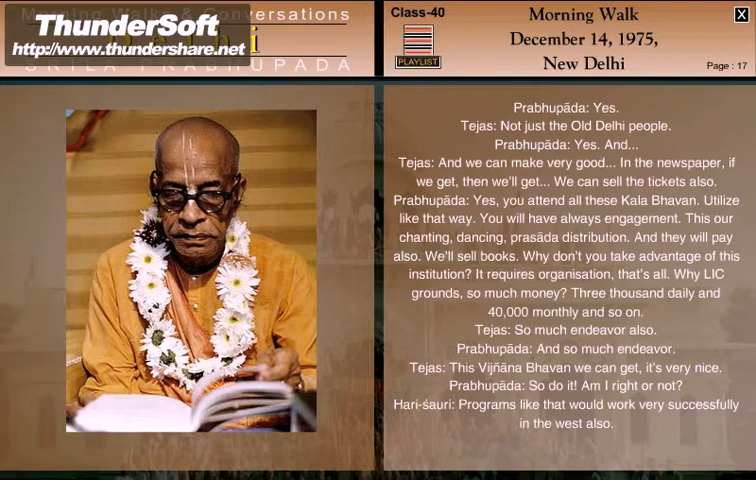 Morning Walks & Conversations
ThunderSoft
http://www.thundershare.net
SRILA PRABHUPADA
Class-40
PLAYLIST
Morning Walk
December 14, 1975,
New Delhi
X
Page : 17
Prabhupāda: Yes.
Tejas: Not just the Old Delhi people.
Prabhupāda: Yes. And...
Tejas: And we can make very good... In the newspaper, if
we get, then we'll get... We can sell the tickets also.
Prabhupāda: Yes, you attend all these Kala Bhavan. Utilize
like that way. You will have always engagement. This our
chanting, dancing, prasāda distribution. And they will pay
also. We'll sell books. Why don't you take advantage of this
institution? It requires organisation, that's all. Why LIC
grounds, so much money? Three thousand daily and
40,000 monthly and so on.
Tejas: So much endeavor also.
Prabhupāda: And so much endeavor.
Tejas: This Vijñāna Bhavan we can get, it's very nice.
Prabhupāda: So do it! Am I right or not?
Hari-śauri: Programs like that would work very successfully
in the west also.